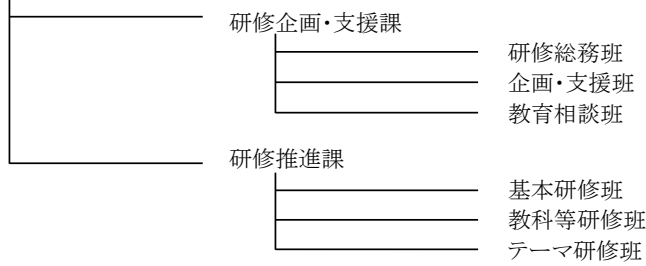 研修企画・支援課
研修総務班
企画・支援班
教育相談班
研修推進課
基本研修班
教科等研修班
テーマ研修班